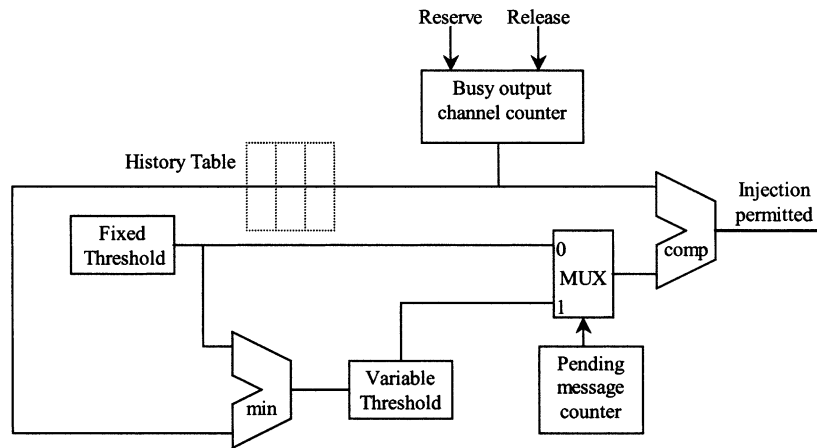 Reserve Release
Busy output
channel counter
History Table
Injection
permitted
Fixed
Threshold
comp
0
MUX
1
Variable
Threshold
Pending
message
counter
min